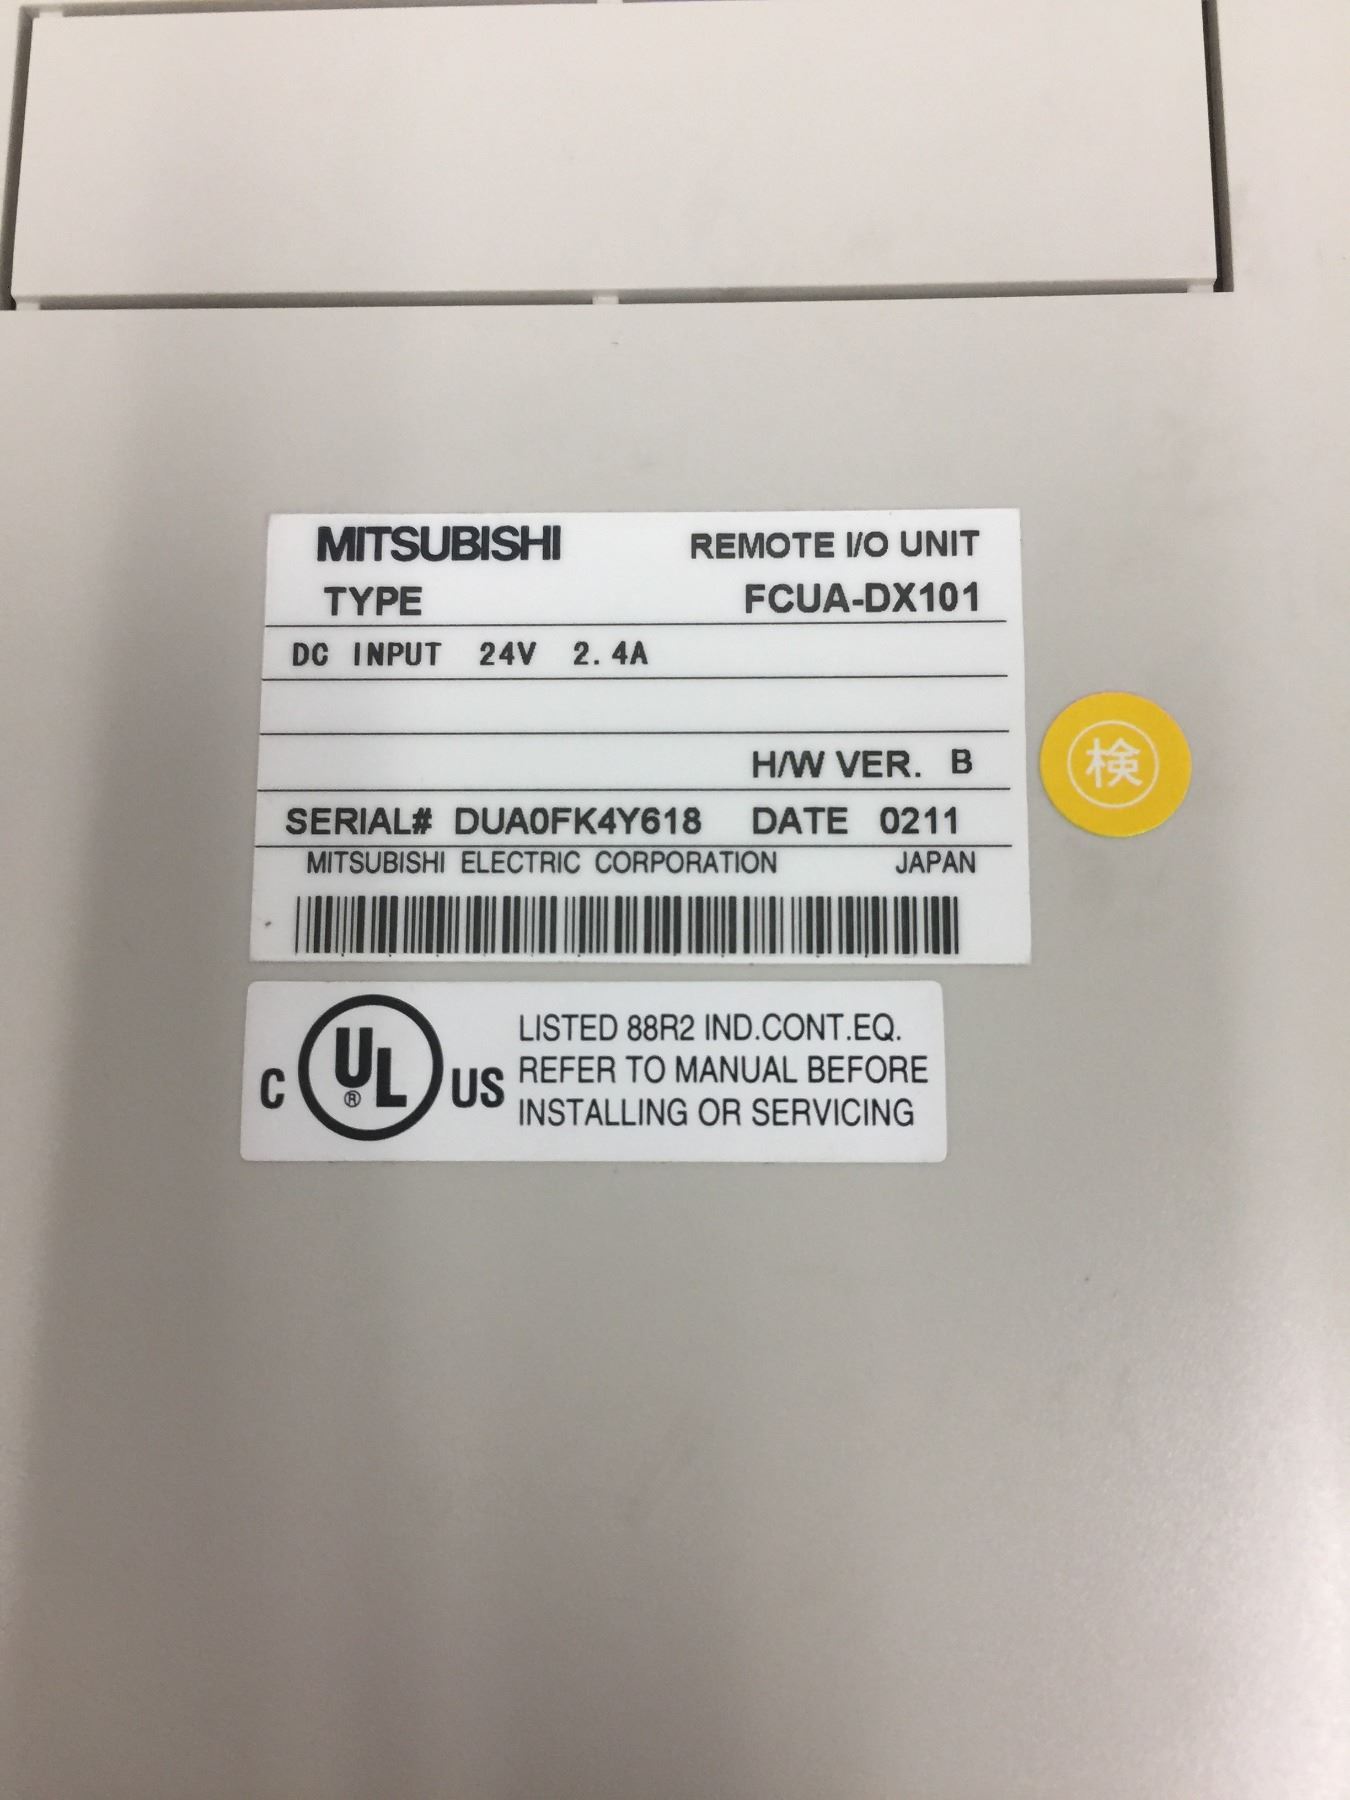 MITSUBISHI REMOTE I/O UNIT
TYPE FCUA-DX101
DC INPUT 24V 2.4A
H/W VER. B
SERIAL# DUA0FK4Y618 DATE 0211
MITSUBISHI ELECTRIC CORPORATION JAPAN
検
C UL ® US
LISTED 88R2 IND.CONT.EQ.
REFER TO MANUAL BEFORE
INSTALLING OR SERVICING